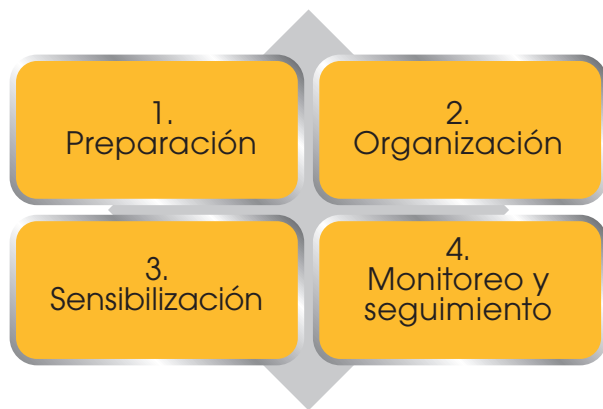 1.
Preparación
2.
Organización
3.
Sensibilización
4.
Monitoreo y
seguimiento